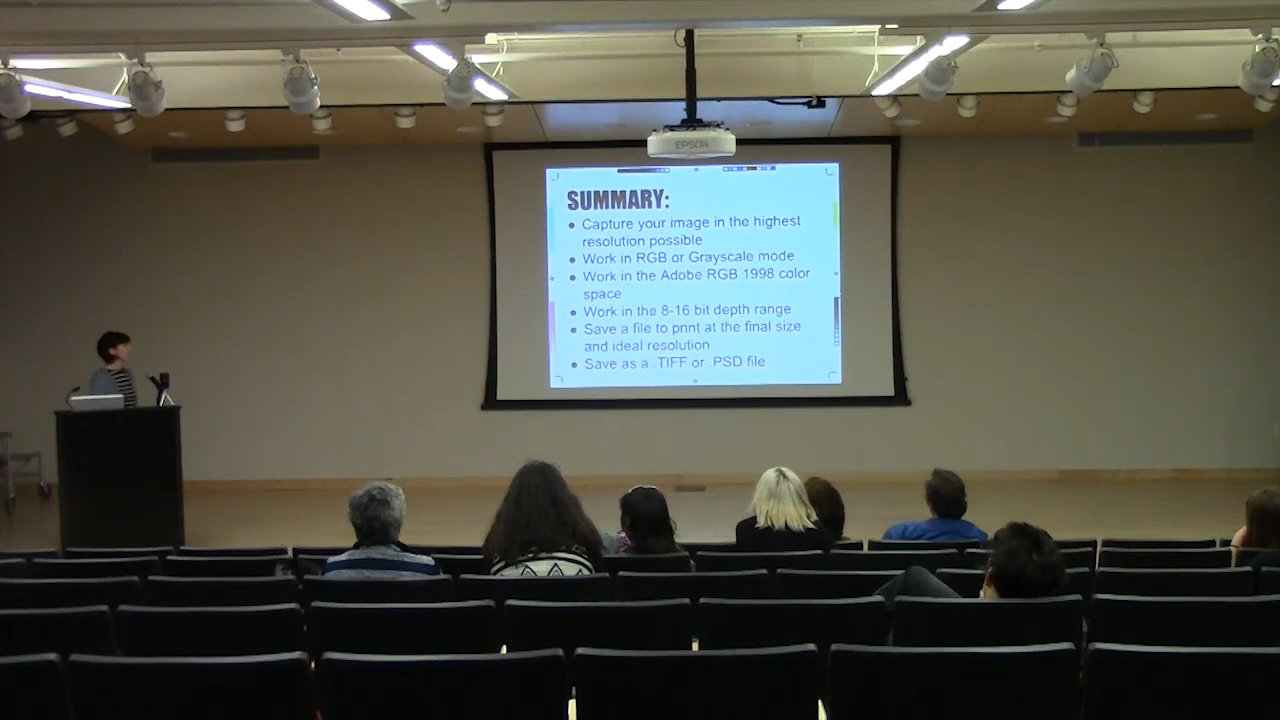 EPSON
SUMMARY:
• Capture your image in the highest
resolution possible
• Work in RGB or Grayscale mode
• Work in the Adobe RGB 1998 color
space
• Work in the 8-16 bit depth range
• Save a file to print at the final size
and ideal resolution
• Save as a .TIFF or .PSD file